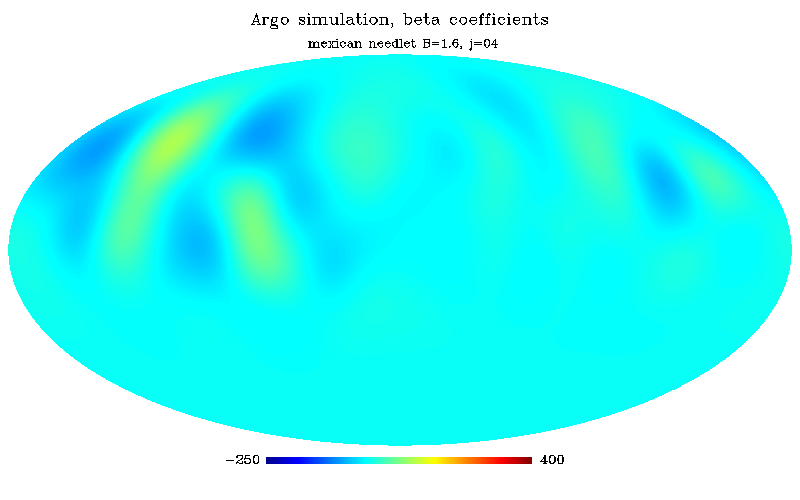 Argo simulation, beta coefficients
mexican needlet B=1.6, j=04
-250 400